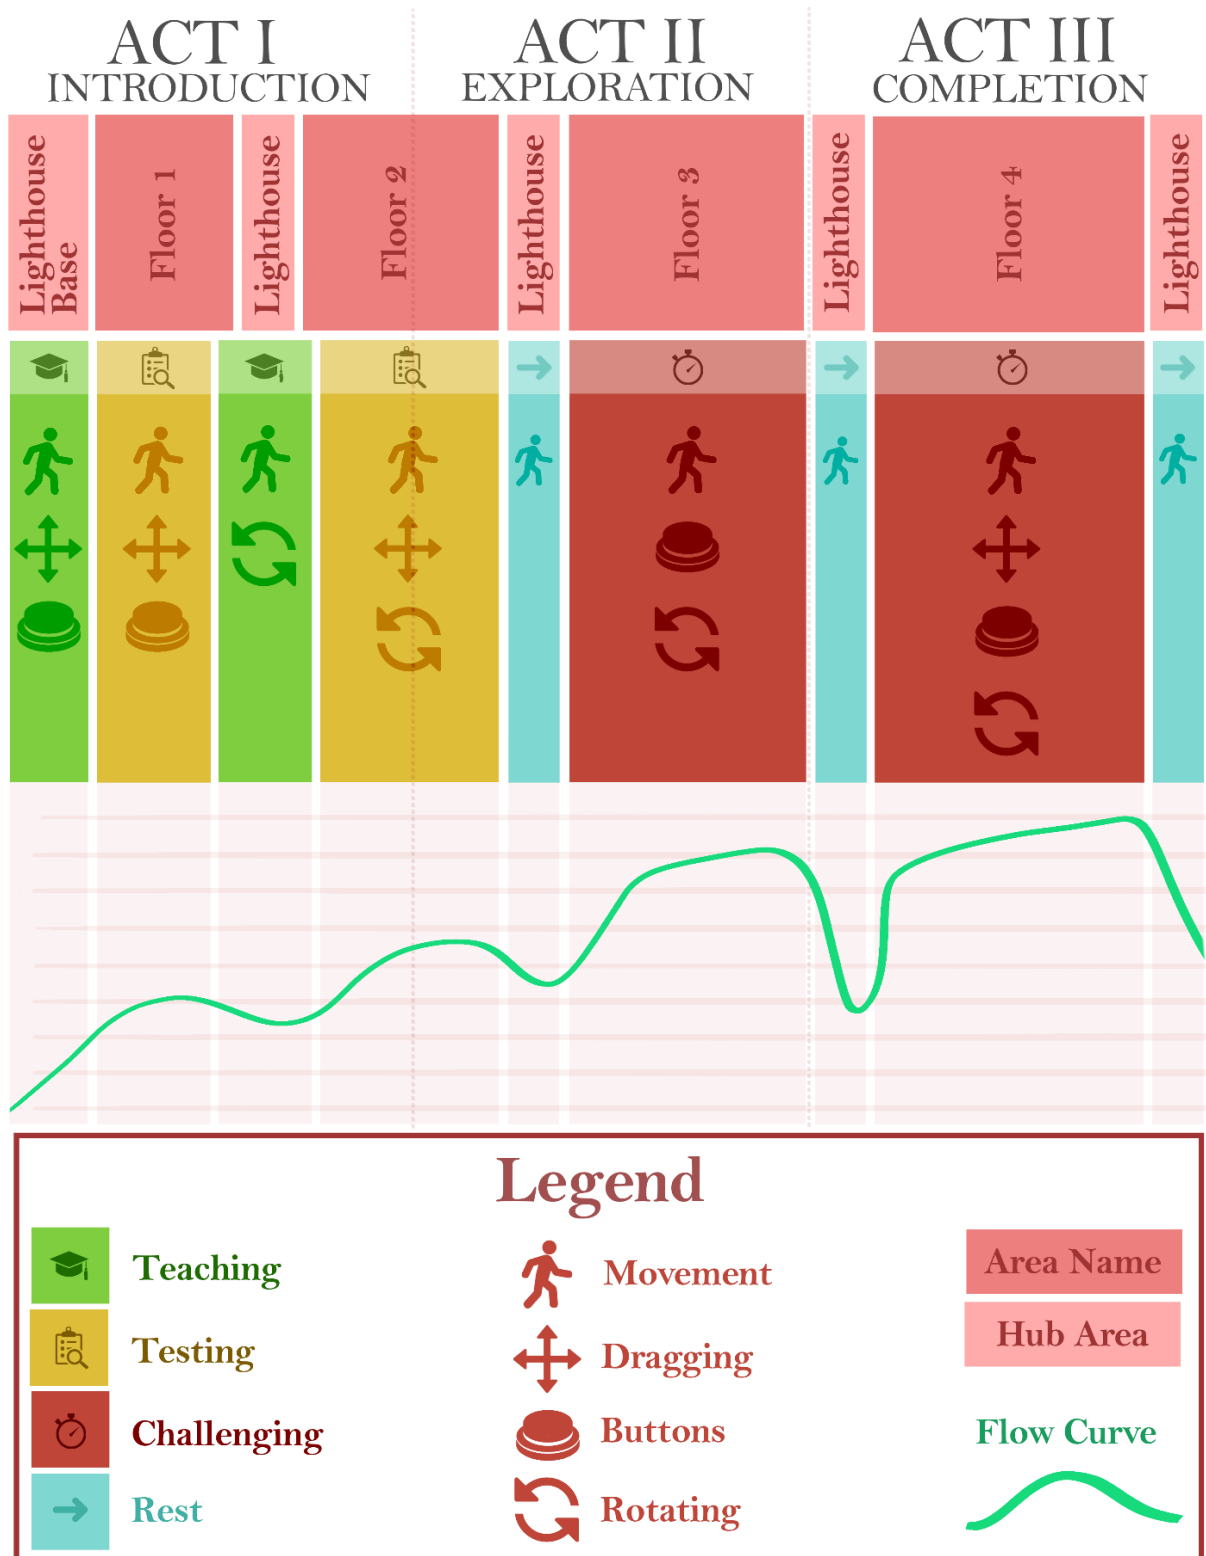 ACT I
INTRODUCTION
ACT II
EXPLORATION
ACT III
COMPLETION
Lighthouse
Base
Floor 1
Lighthouse
Floor 2
Lighthouse
Floor 3
Lighthouse
Floor 4
Lighthouse
Legend
Teaching
Testing
Challenging
Rest
Movement
Dragging
Buttons
Rotating
Area Name
Hub Area
Flow Curve